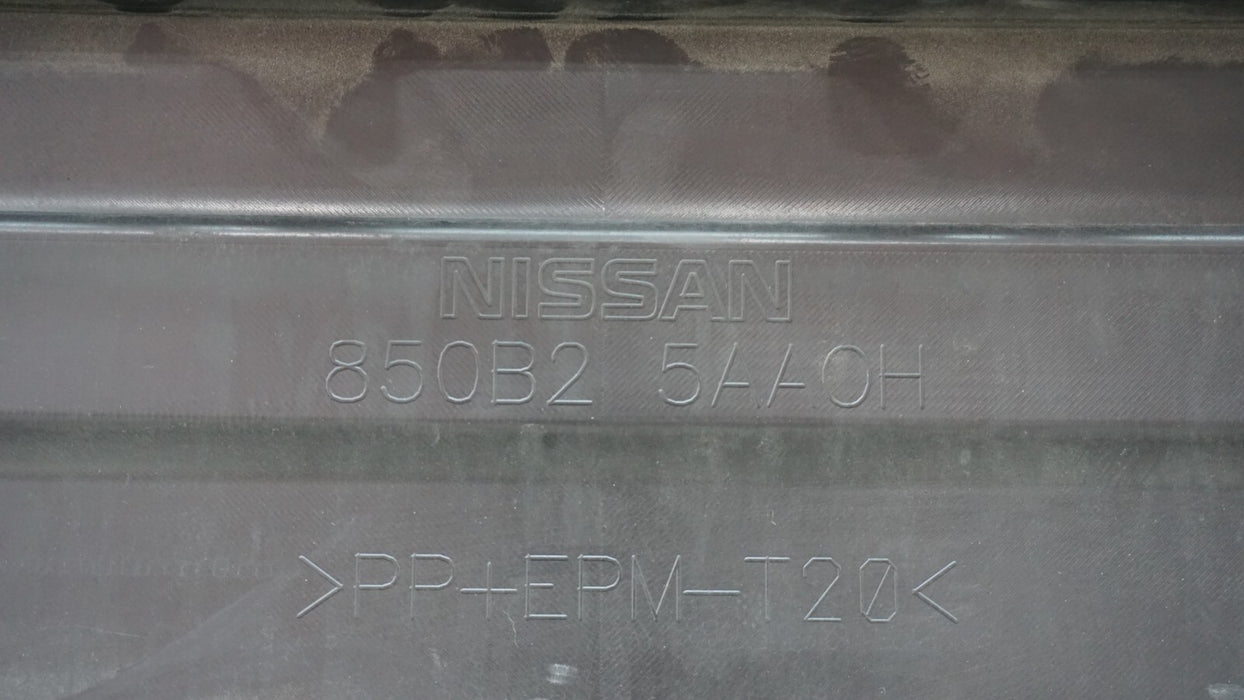 NISSAN
850B2 5AA0H
>PP+EPM-T20<